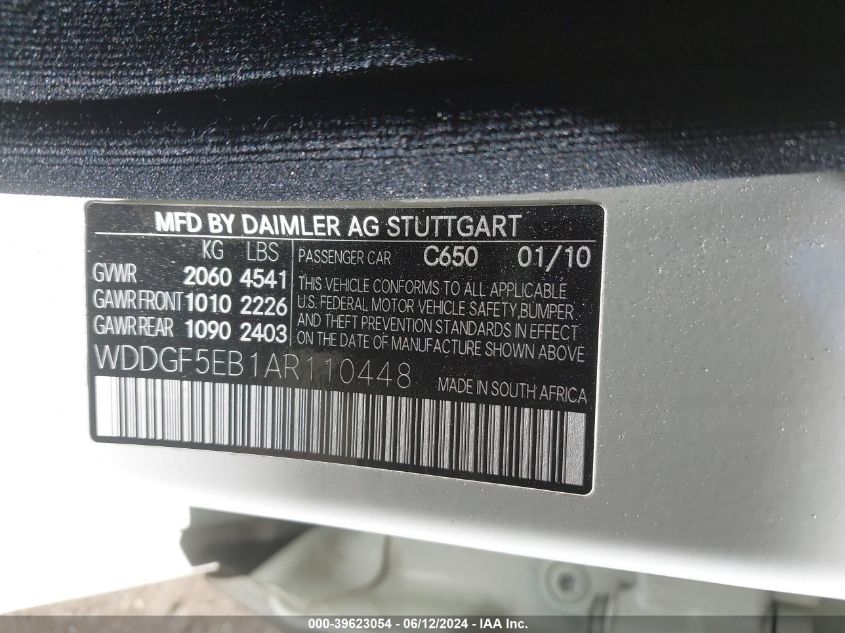 MFD BY DAIMLER AG STUTTGART
KG LBS
GVWR 2060 4541
GAWR FRONT 1010 2226
GAWR REAR 1090 2403
PASSENGER CAR C650 01/10
THIS VEHICLE CONFORMS TO ALL APPLICABLE
U.S. FEDERAL MOTOR VEHICLE SAFETY,BUMPER
AND THEFT PREVENTION STANDARDS IN EFFECT
ON THE DATE OF MANUFACTURE SHOWN ABOVE
WDDGF5EB1AR110448
MADE IN SOUTH AFRICA
000-39623054 - 06/12/2024 - IAA Inc.